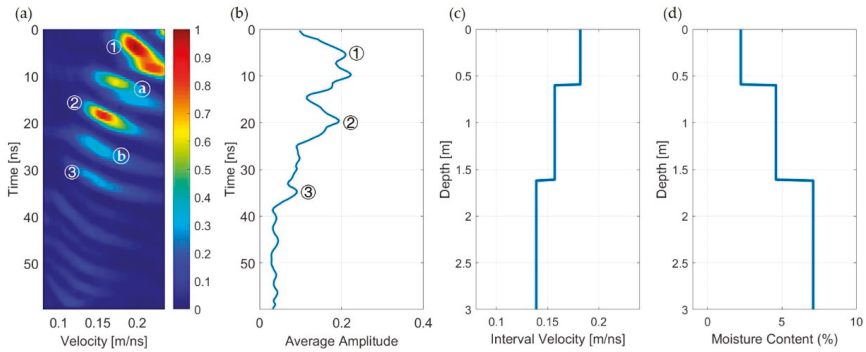 (a) (b) (c) (d)
0 1 0 0 0
① 0.9 ①
10 0.8 0.5 0.5
ⓐ 10
0.7
② 20 0.6 20 ② 1 1
ⓑ 0.5
③ 30 0.4 30 ③ 1.5 1.5
40 0.3 40 2 2
0.2
50 0.1 50 2.5 2.5
0 3 3
0.1 0.15 0.2 0 0.2 0.4 0.1 0.15 0.2 0 5 10
Time [ns] Time [ns] Depth [m] Depth [m]
Velocity [m/ns] Average Amplitude Interval Velocity [m/ns] Moisture Content (%)